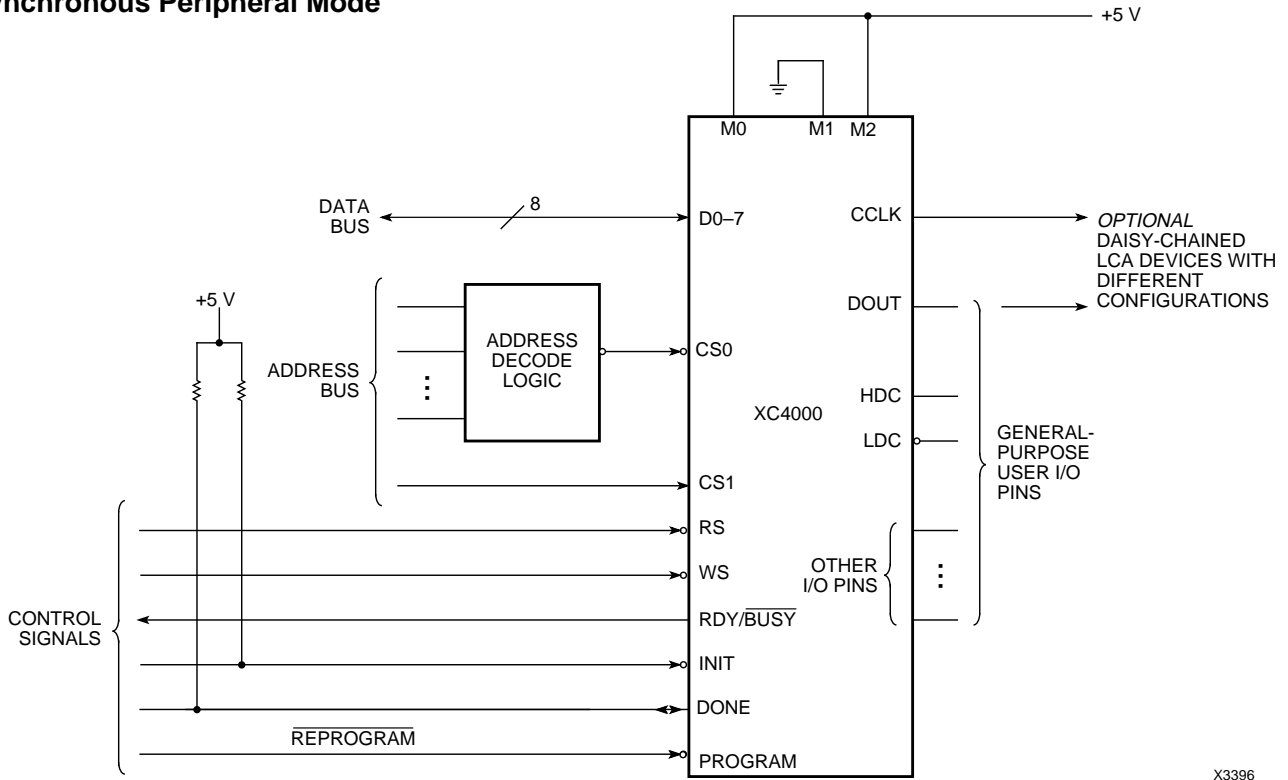 ynchronous Peripheral Mode
+5 V
M0 M1 M2
DATA
BUS
8
D0–7
CCLK
OPTIONAL
DAISY-CHAINED
LCA DEVICES WITH
DIFFERENT
CONFIGURATIONS
+5 V
ADDRESS
BUS
ADDRESS
DECODE
LOGIC
CS0
DOUT
XC4000
HDC
LDC
GENERAL-
PURPOSE
USER I/O
PINS
CS1
RS
WS
OTHER
I/O PINS
CONTROL
SIGNALS
RDY/BUSY
INIT
DONE
REPROGRAM
PROGRAM
X3396